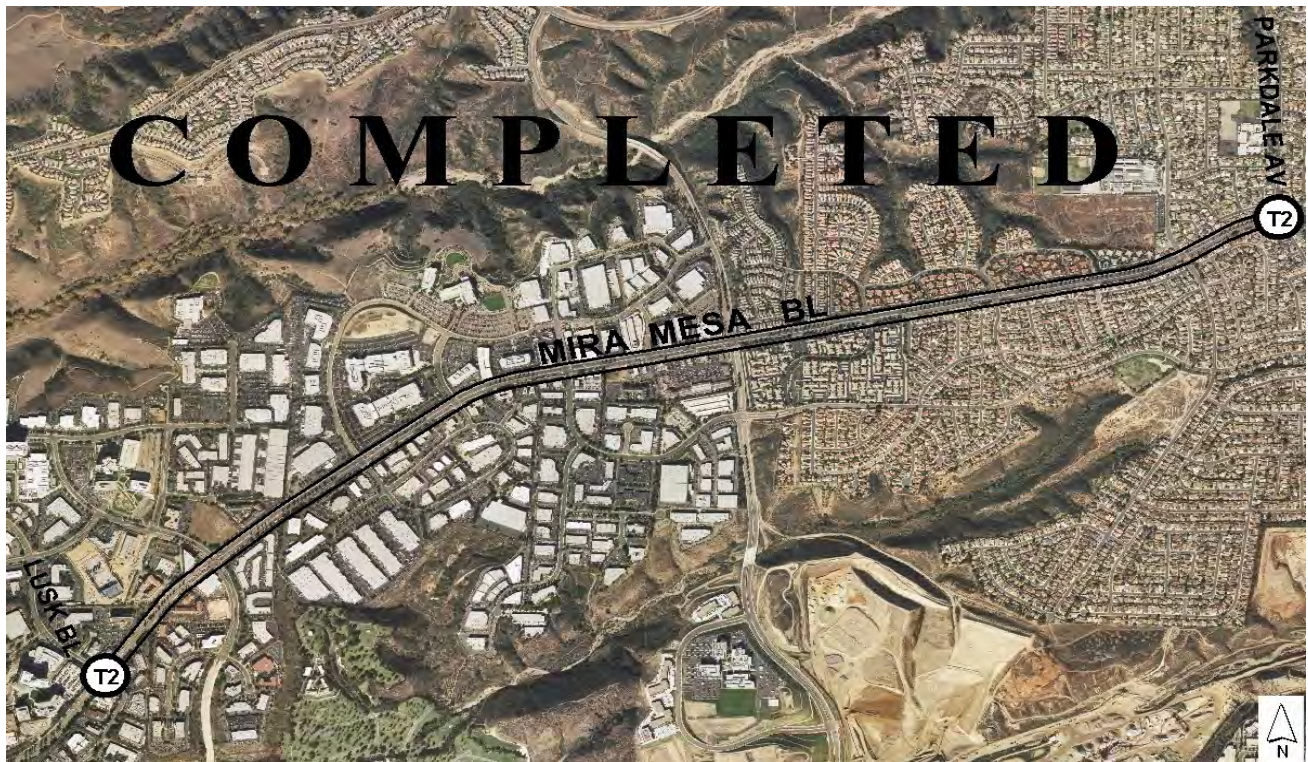 PARKDALE AV
COMPLETED
T2
MIRA MESA BL
LUSK BL
T2
N